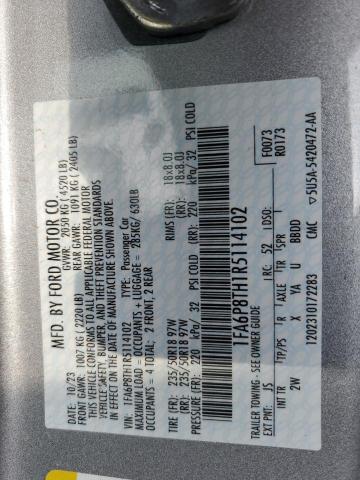 MFD. BY FORD MOTOR CO.
10/23 GVWR: 2050 KG ( 4520 LB)
FRONT GAWR: 1007 KG ( 2220LB) REAR GAWR: 1091 KG ( 2405 LB)
THIS VEHICLE CONFORMS TO ALL APPLICABLE FEDERAL MOTOR
VEHICLE SAFETY, BUMPER, AND THEFT PREVENTION STANDARDS
IN EFFECT ON THE DATE OF MANUFACTURE SHOWN ABOVE.
VIN: 1FA6P8TH1R5114102 TYPE: Passenger Car
MAXIMUM LOAD = OCCUPANTS + LUGGAGE = 285KG/ 630LB
OCCUPANTS = 4 TOTAL; 2 FRONT, 2 REAR
TIRE (FR): 235/50R18 97W RIMS (FR): 18x8.0J
TIRE (RR): 235/50R18 97W (RR): 18x8.0J
PRESSURE (FR): 220 kPa/ 32 PSI COLD (RR): 220 kPa/ 32 PSI COLD
1FA6P8TH1R5114102
TRAILER TOWING - SEE OWNER GUIDE F0073
EXT PNT: JS RC: 52 DSO: R0173
INT TR TP/PS R AXLE TR SPR
2W X YA U BBDD
12023101172283 CMC 5U5A-5420472-AA